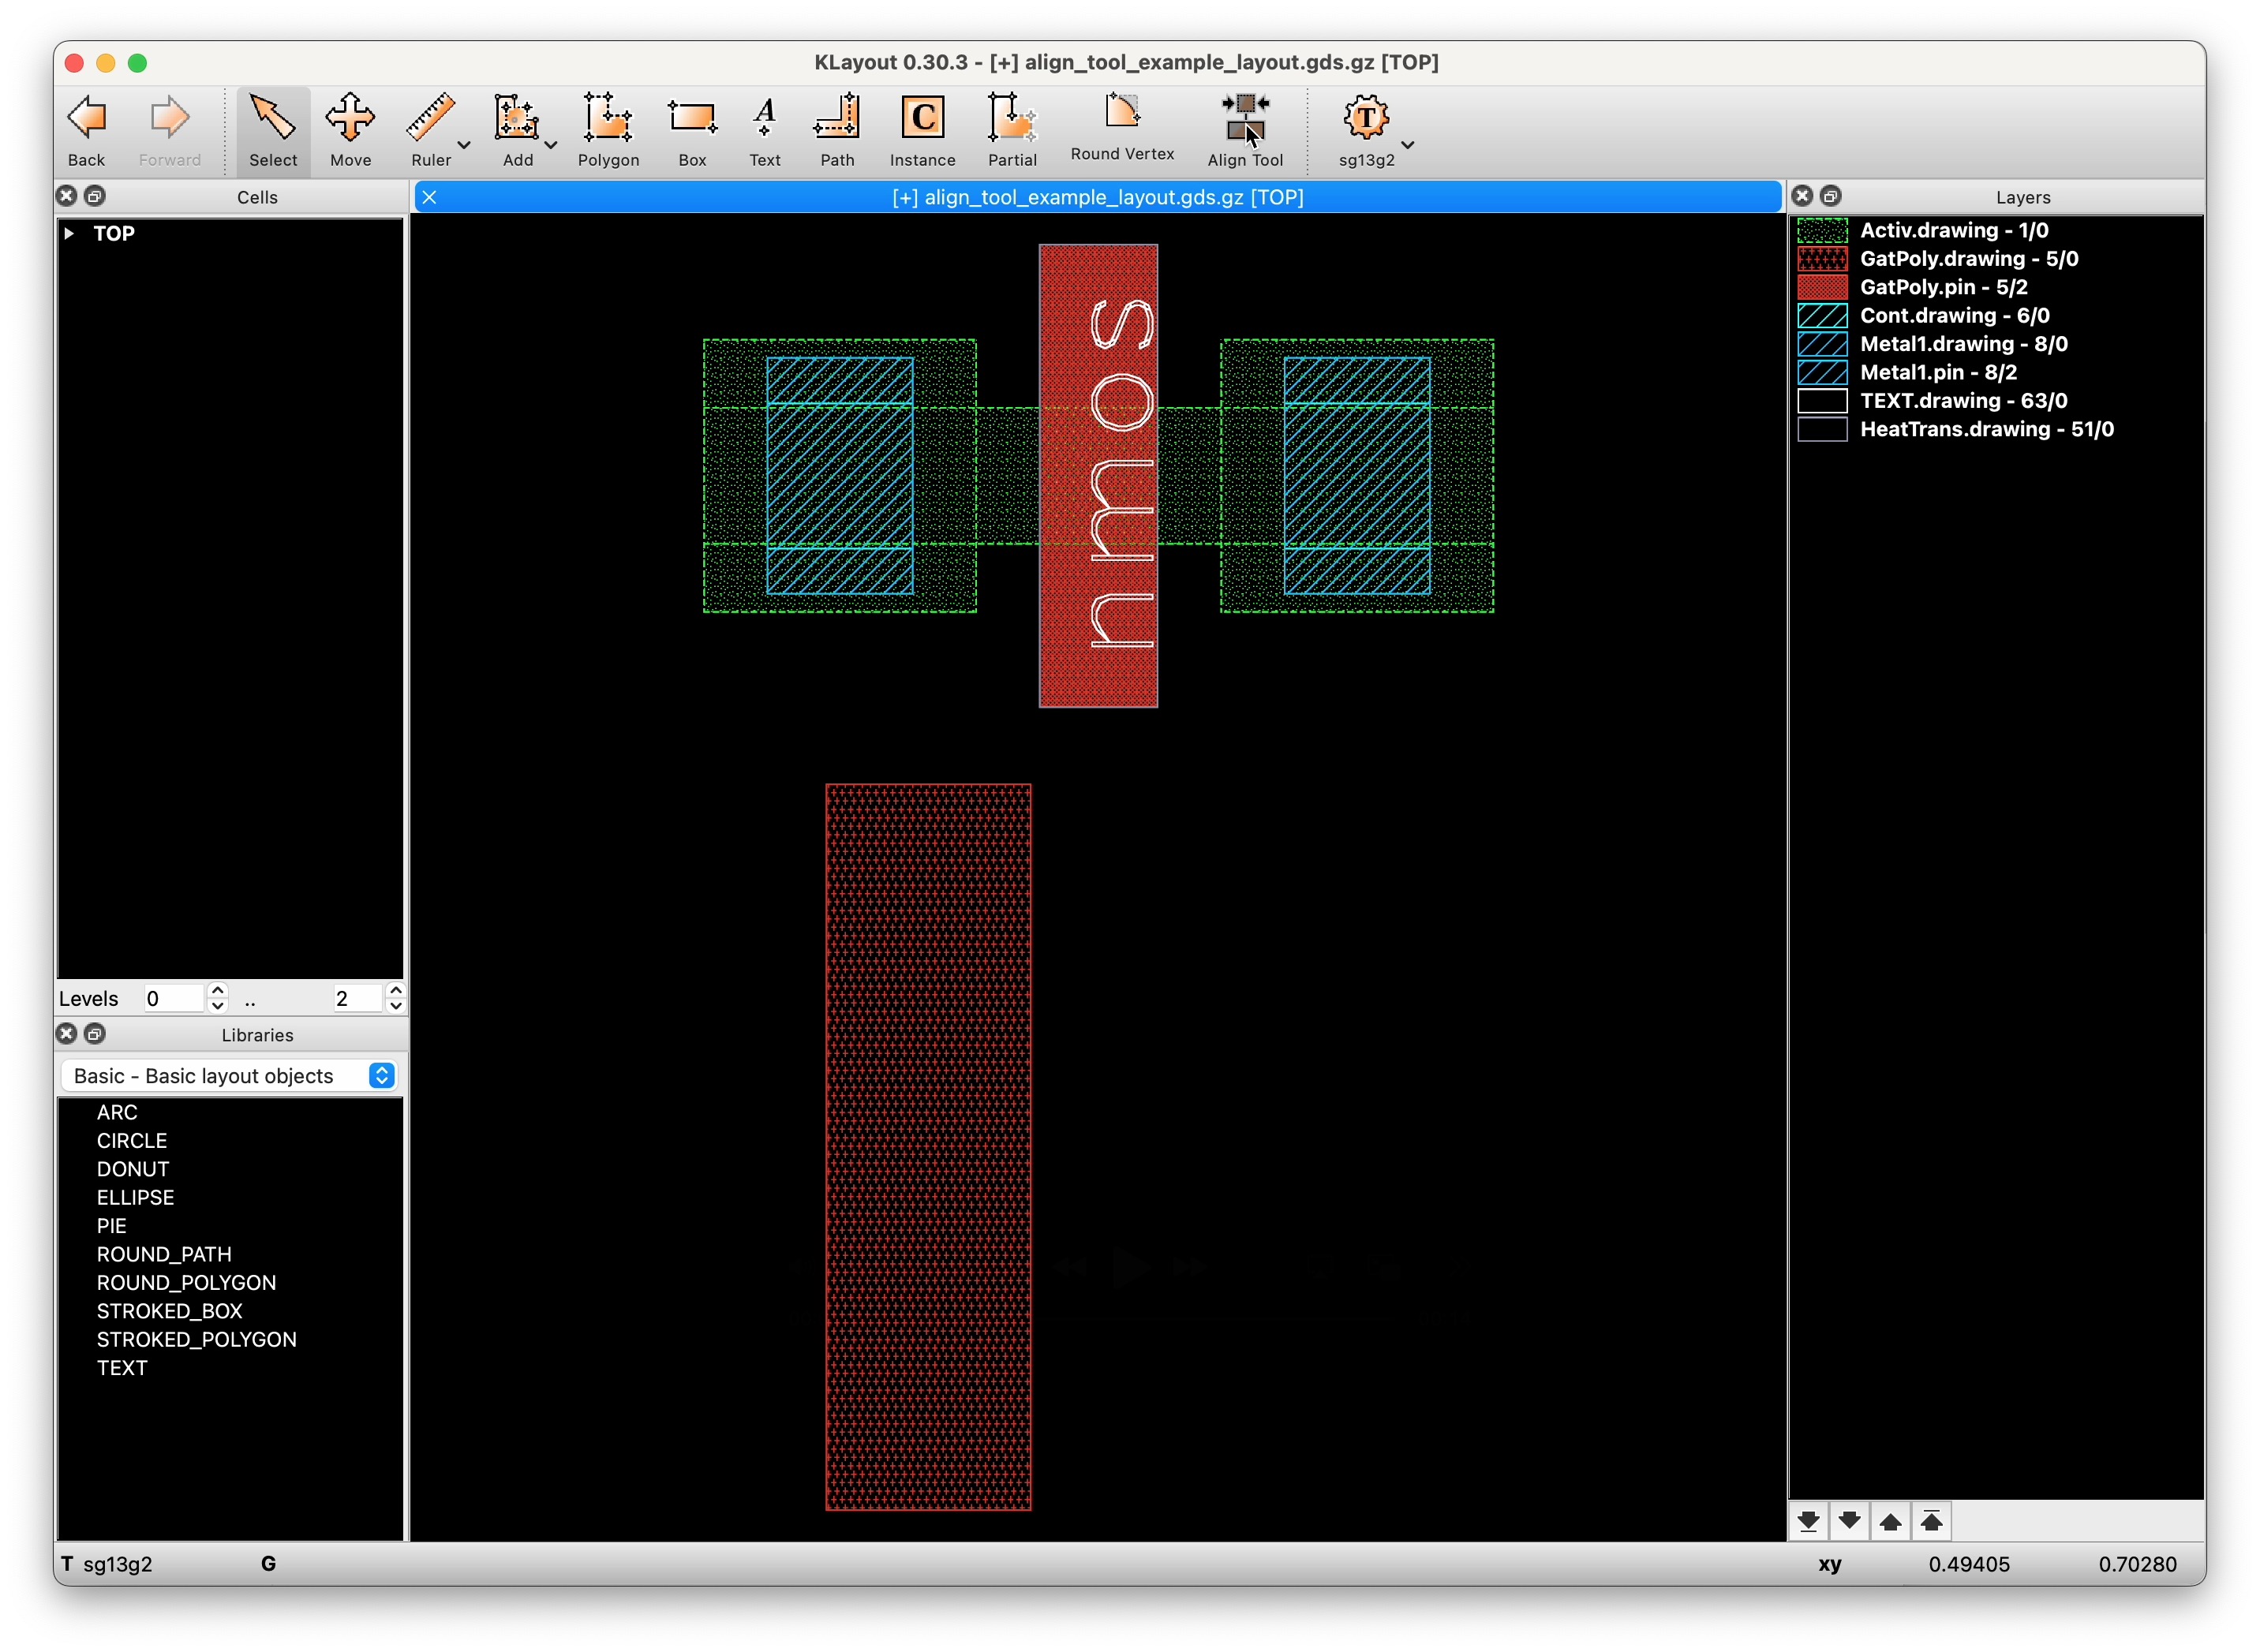 KLayout 0.30.3 - [+] align_tool_example_layout.gds.gz [TOP]
Back Forward Select Move Ruler Add Polygon Box Text Path Instance Partial Round Vertex Align Tool sg13g2
Cells
TOP
Levels 0 .. 2
Libraries
Basic - Basic layout objects
ARC
CIRCLE
DONUT
ELLIPSE
PIE
ROUND_PATH
ROUND_POLYGON
STROKED_BOX
STROKED_POLYGON
TEXT
[+] align_tool_example_layout.gds.gz [TOP]
nmos
Layers
Activ.drawing - 1/0
GatPoly.drawing - 5/0
GatPoly.pin - 5/2
Cont.drawing - 6/0
Metal1.drawing - 8/0
Metal1.pin - 8/2
TEXT.drawing - 63/0
HeatTrans.drawing - 51/0
T sg13g2 G xy 0.49405 0.70280